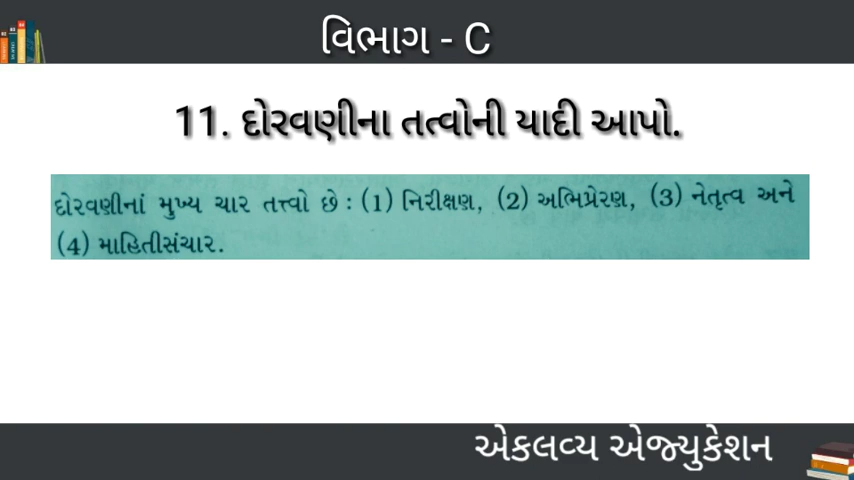 વિભાગ - C
11. દોરવણીના તત્વોની યાદી આપો.
દોરવણીનાં મુખ્ય ચાર તત્ત્વો છે : (1) નિરીક્ષણ, (2) અભિપ્રેરણ, (3) નેતૃત્વ અને
(4) માહિતીસંચાર.
એકલવ્ય એજ્યુકેશન